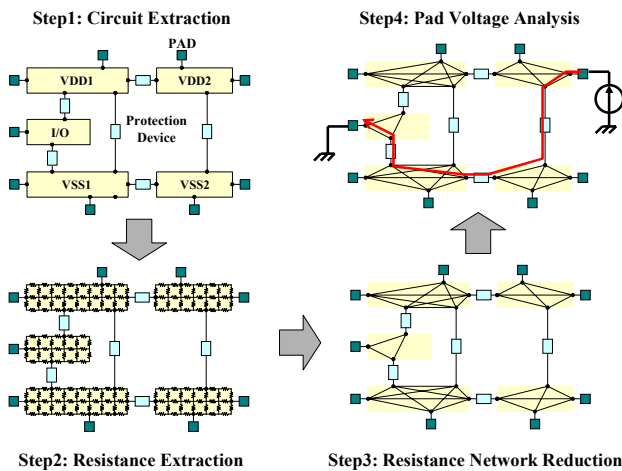 Step1: Circuit Extraction
PAD
VDD1
VDD2
Protection
Device
I/O
VSS1
VSS2
Step4: Pad Voltage Analysis
Step2: Resistance Extraction
Step3: Resistance Network Reduction